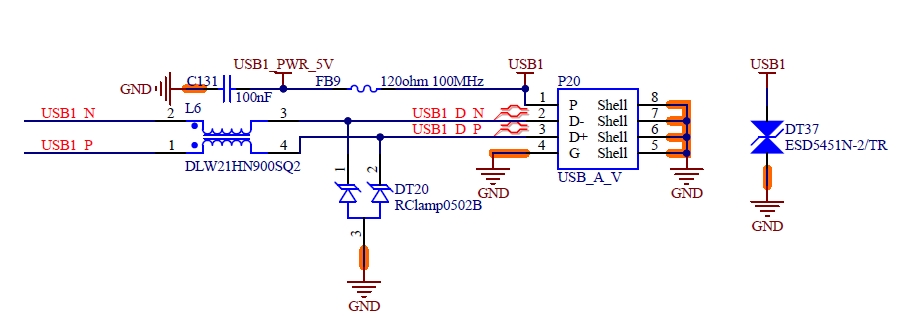 USB1_PWR_5V
USB1
USB1
C131
FB9
120ohm 100MHz
P20
GND
100nF
L6
1
P
Shell
8
USB1_N
2
3
USB1_D_N
2
D-
Shell
7
USB1_D_P
3
D+
Shell
6
DT37
USB1_P
1
4
4
G
Shell
5
ESD5451N-2/TR
DLW21HN900SQ2
1
2
DT20
GND
USB_A_V
GND
RClamp0502B
GND
3
GND